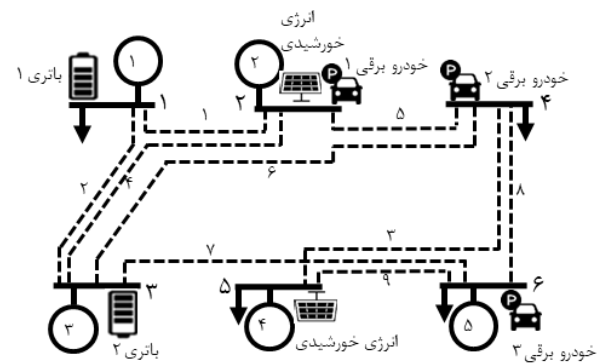 انرژی
خورشیدی
باتری ۱
۱
۲
P
خودرو برقی ۱
P
خودرو برقی ۲
۱
۲
۴
۱
۵
۶
۲
۴
۳
۸
۷
۹
۳
۵
۶
۳
باتری ۲
۴
انرژی خورشیدی
۵
P
خودرو برقی ۳